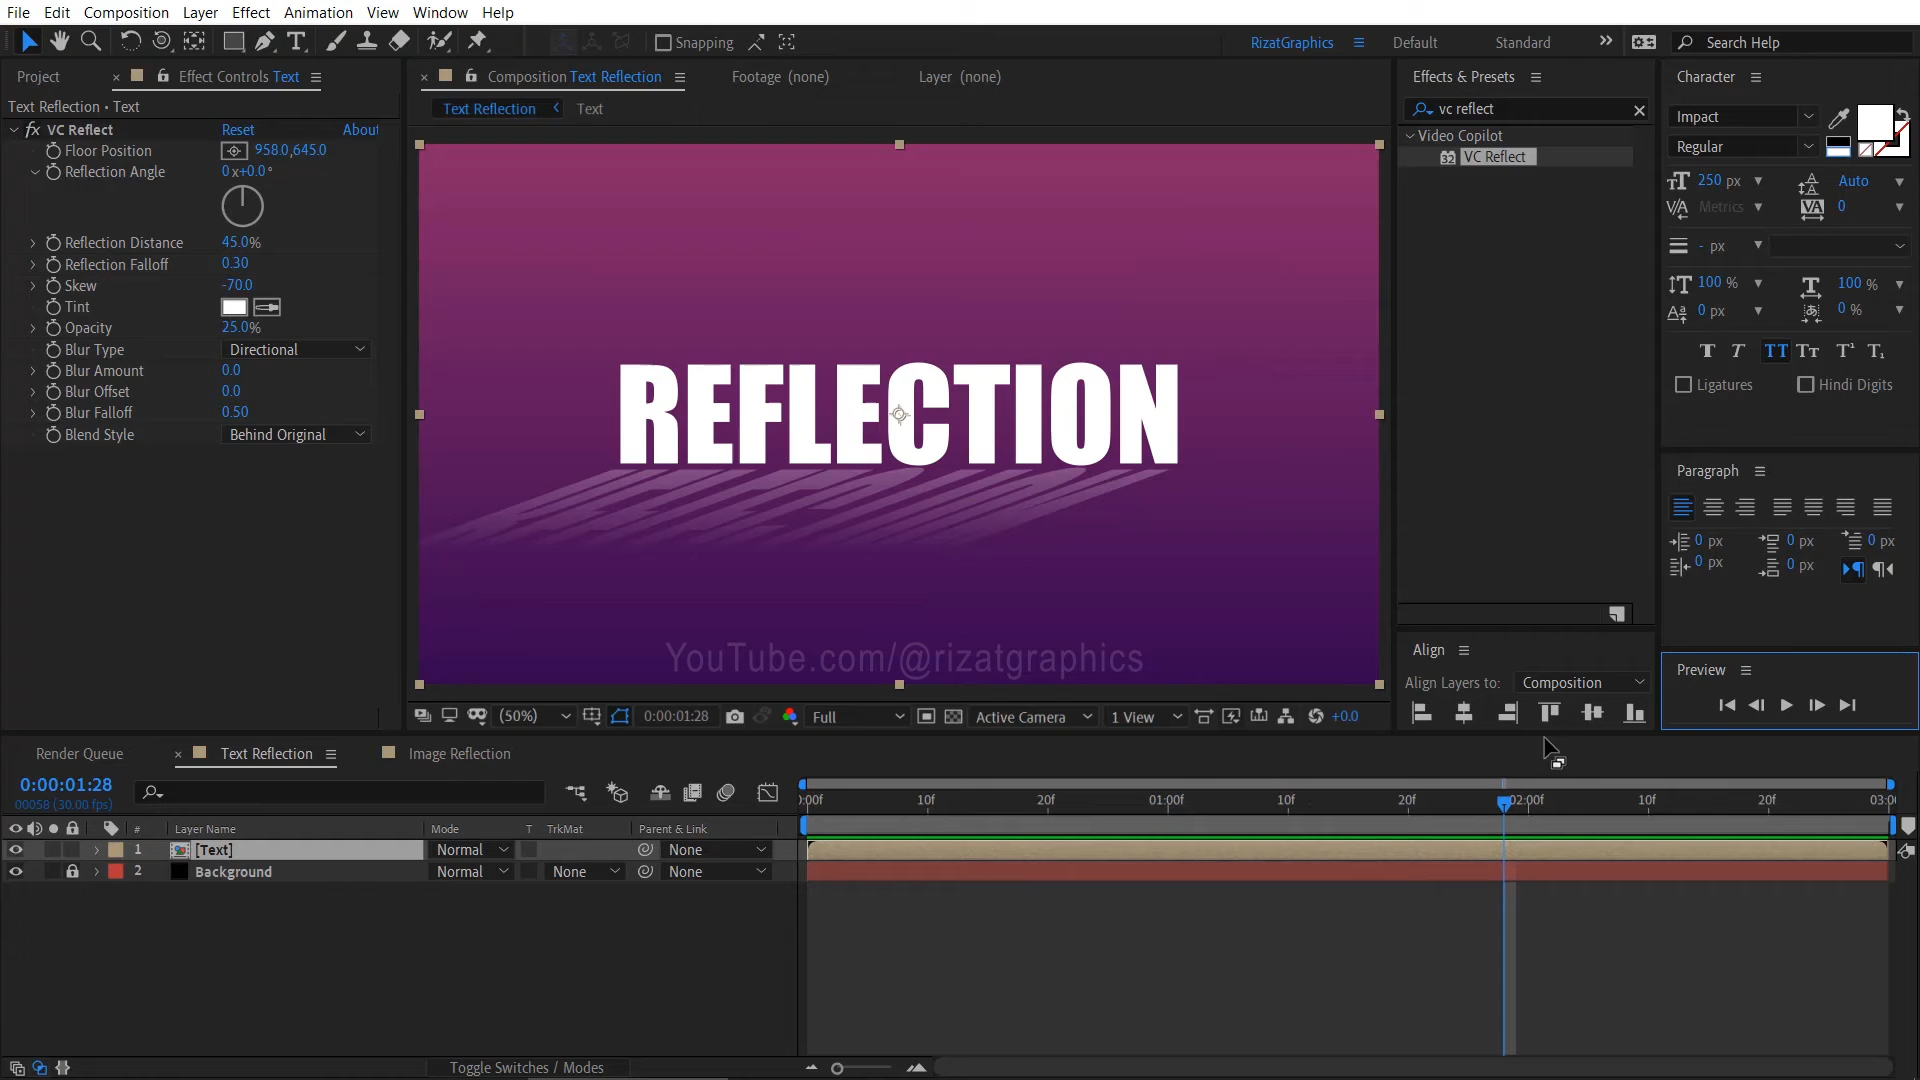 File Edit Composition Layer Effect Animation View Window Help
Snapping RizatGraphics Default Standard Search Help
Project Effect Controls Text
Text Reflection • Text
fx VC Reflect Reset About
Floor Position 958.0,645.0
Reflection Angle 0x+0.0°
Reflection Distance 45.0%
Reflection Falloff 0.30
Skew -70.0
Tint
Opacity 25.0%
Blur Type Directional
Blur Amount 0.0
Blur Offset 0.0
Blur Falloff 0.50
Blend Style Behind Original
Composition Text Reflection Footage (none) Layer (none)
Text Reflection Text
REFLECTION
YouTube.com/@rizatgraphics
(50%) 0:00:01:28 Full Active Camera 1 View +0.0
Effects & Presets
vc reflect
Video Copilot
32 VC Reflect
Align
Align Layers to: Composition
Character
Impact
Regular
250 px Auto
Metrics 0
- px
100 % 100 %
0 px 0 %
Ligatures Hindi Digits
Paragraph
0 px 0 px 0 px
0 px 0 px
Preview
Render Queue Text Reflection Image Reflection
0:00:01:28
00058 (30.00 fps)
# Layer Name Mode T TrkMat Parent & Link
1 [Text] Normal None
2 Background Normal None None
:00f 10f 20f 01:00f 10f 20f 02:00f 10f 20f 03:0
Toggle Switches / Modes